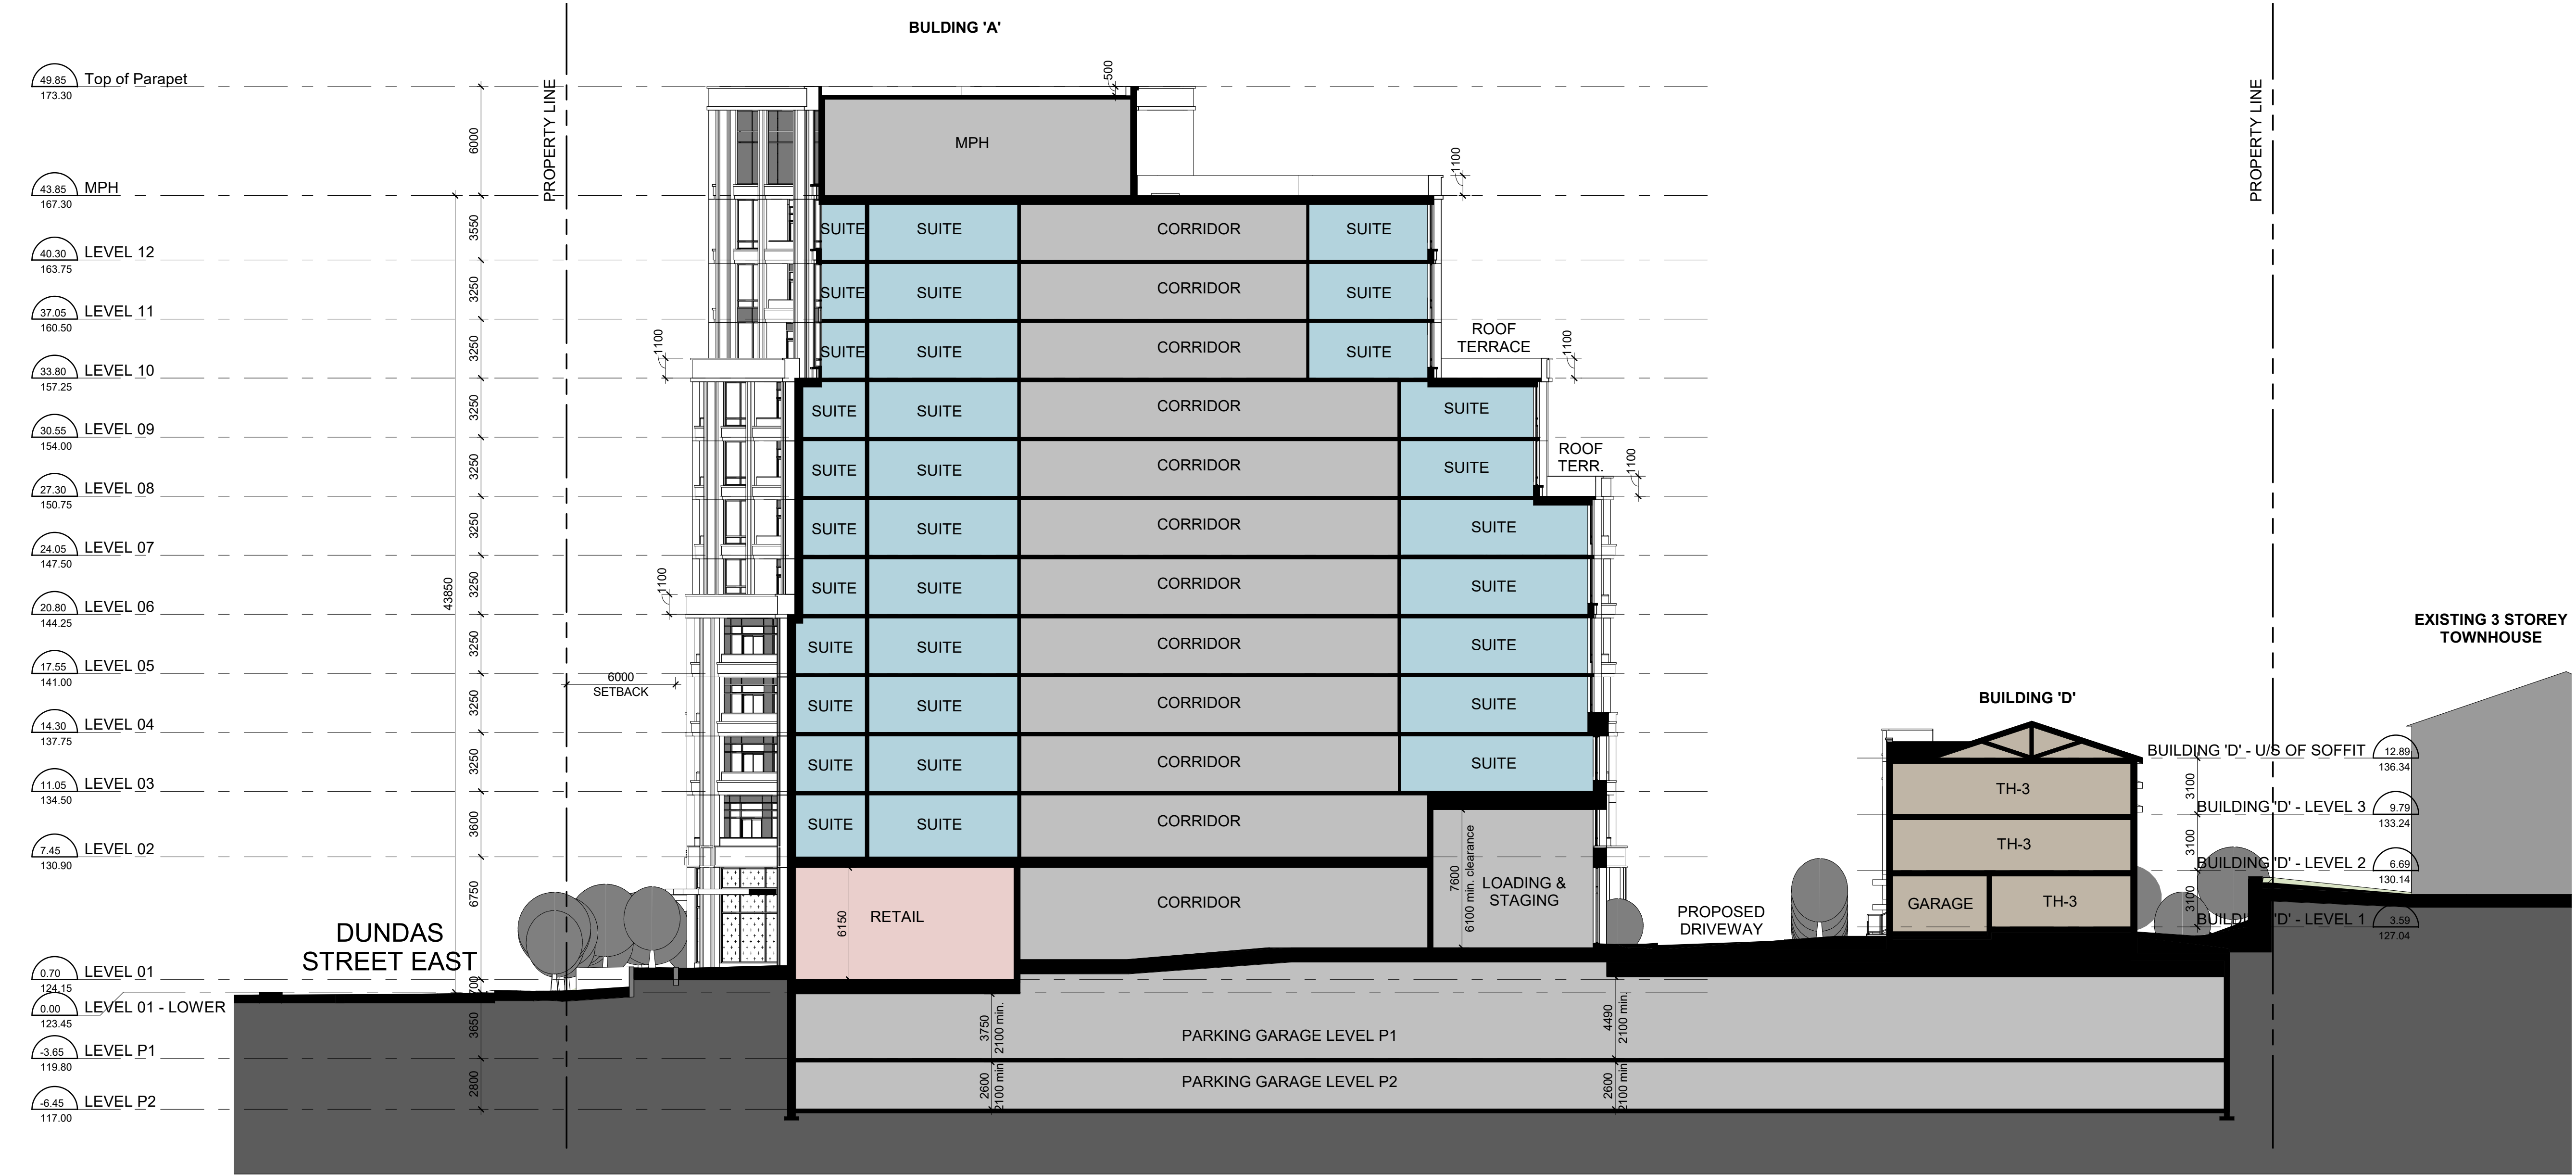 BULDING 'A'
49.85 Top of Parapet
173.30
43.85 MPH
167.30
40.30 LEVEL 12
163.75
37.05 LEVEL 11
160.50
33.80 LEVEL 10
157.25
30.55 LEVEL 09
154.00
27.30 LEVEL 08
150.75
24.05 LEVEL 07
147.50
20.80 LEVEL 06
144.25
17.55 LEVEL 05
141.00
14.30 LEVEL 04
137.75
11.05 LEVEL 03
134.50
7.45 LEVEL 02
130.90
0.70 LEVEL 01
124.15
0.00 LEVEL 01 - LOWER
123.45
-3.65 LEVEL P1
119.80
-6.45 LEVEL P2
117.00
6000
3550
3250
3250
3250
3250
3250
3250
3250
3250
3250
3250
3600
6750
700
3650
2800
43850
PROPERTY LINE
6000
SETBACK
DUNDAS
STREET EAST
1100
1100
500
1100
1100
1100
MPH
SUITE SUITE CORRIDOR SUITE
SUITE SUITE CORRIDOR SUITE
SUITE SUITE CORRIDOR SUITE
ROOF
TERRACE
SUITE SUITE CORRIDOR SUITE
SUITE SUITE CORRIDOR SUITE
ROOF
TERR.
SUITE SUITE CORRIDOR SUITE
SUITE SUITE CORRIDOR SUITE
SUITE SUITE CORRIDOR SUITE
SUITE SUITE CORRIDOR SUITE
SUITE SUITE CORRIDOR SUITE
SUITE SUITE CORRIDOR
6150
RETAIL
CORRIDOR
7600
6100 min. clearance
LOADING &
STAGING
PROPOSED
DRIVEWAY
3750
2100 min.
PARKING GARAGE LEVEL P1
4490
2100 min.
2600
2100 min
PARKING GARAGE LEVEL P2
2600
2100 min
BUILDING 'D'
TH-3
TH-3
GARAGE TH-3
PROPERTY LINE
EXISTING 3 STOREY
TOWNHOUSE
BUILDING 'D' - U/S OF SOFFIT 12.89
136.34
3100
BUILDING 'D' - LEVEL 3 9.79
133.24
3100
BUILDING 'D' - LEVEL 2 6.69
130.14
3100
BUILDING 'D' - LEVEL 1 3.59
127.04